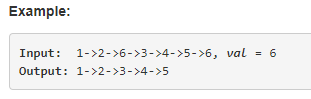 Example:
Input:  1->2->6->3->4->5->6, val = 6
Output: 1->2->3->4->5